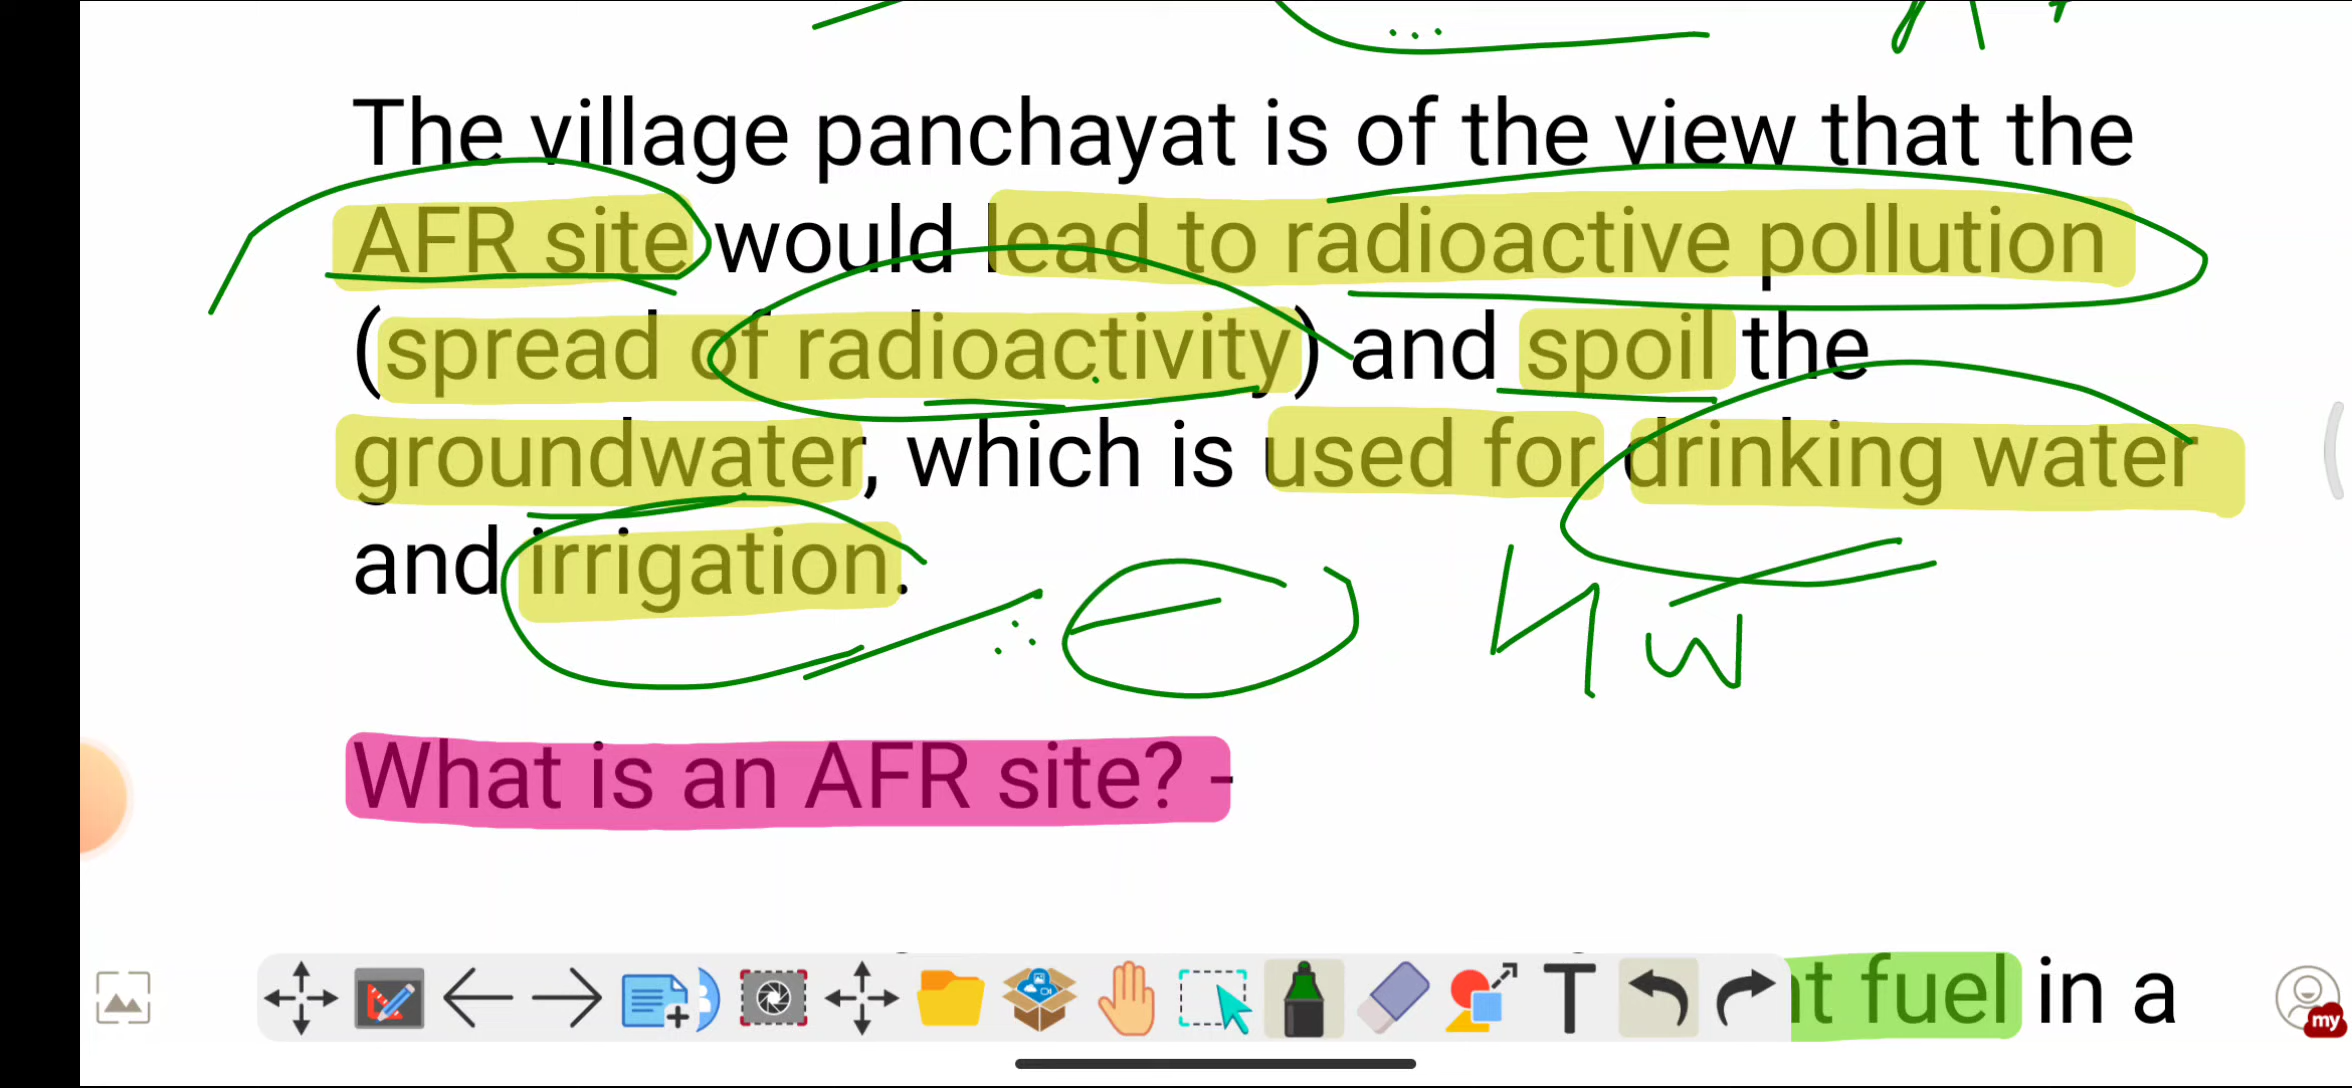 The village panchayat is of the view that the
AFR site would lead to radioactive pollution
(spread of radioactivity) and spoil the
groundwater, which is used for drinking water
and irrigation.
What is an AFR site? -
fuel in a
T
my